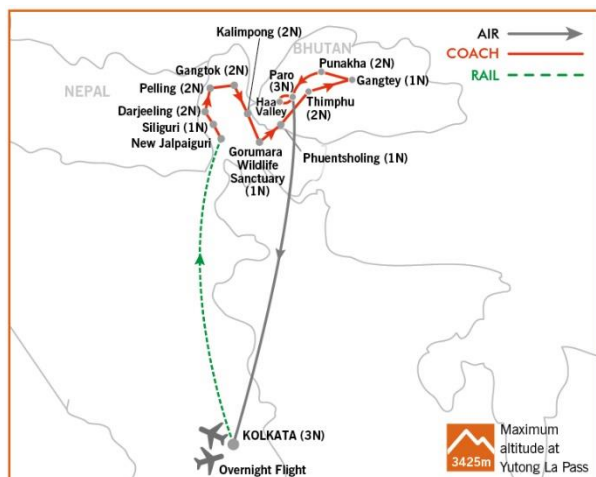 AIR
COACH
RAIL
Kalimpong (2N)
BHUTAN
Punakha (2N)
Gangtok (2N)
Paro
(3N)
Gangtey (1N)
NEPAL
Pelling (2N)
Haa
Valley
Thimphu
(2N)
Darjeeling (2N)
Siliguri (1N)
New Jalpaiguri
Gorumara
Wildlife
Sanctuary
(1N)
Phuentsholing (1N)
KOLKATA (3N)
Overnight Flight
3425m
Maximum
altitude at
Yutong La Pass